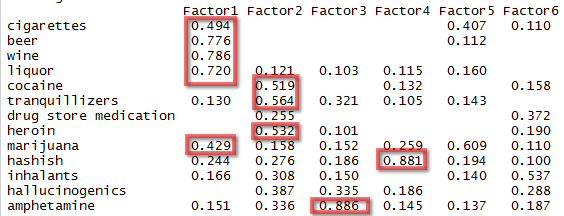 Factor1 Factor2 Factor3 Factor4 Factor5 Factor6
cigarettes 0.494 0.407 0.110
beer 0.776 0.112
wine 0.786
liquor 0.720 0.121 0.103 0.115 0.160
cocaine 0.519 0.132 0.158
tranquillizers 0.130 0.564 0.321 0.105 0.143
drug store medication 0.255 0.372
heroin 0.532 0.101 0.190
marijuana 0.429 0.158 0.152 0.259 0.609 0.110
hashish 0.244 0.276 0.186 0.881 0.194 0.100
inhalants 0.166 0.308 0.150 0.140 0.537
hallucinogenics 0.387 0.335 0.186 0.288
amphetamine 0.151 0.336 0.886 0.145 0.137 0.187